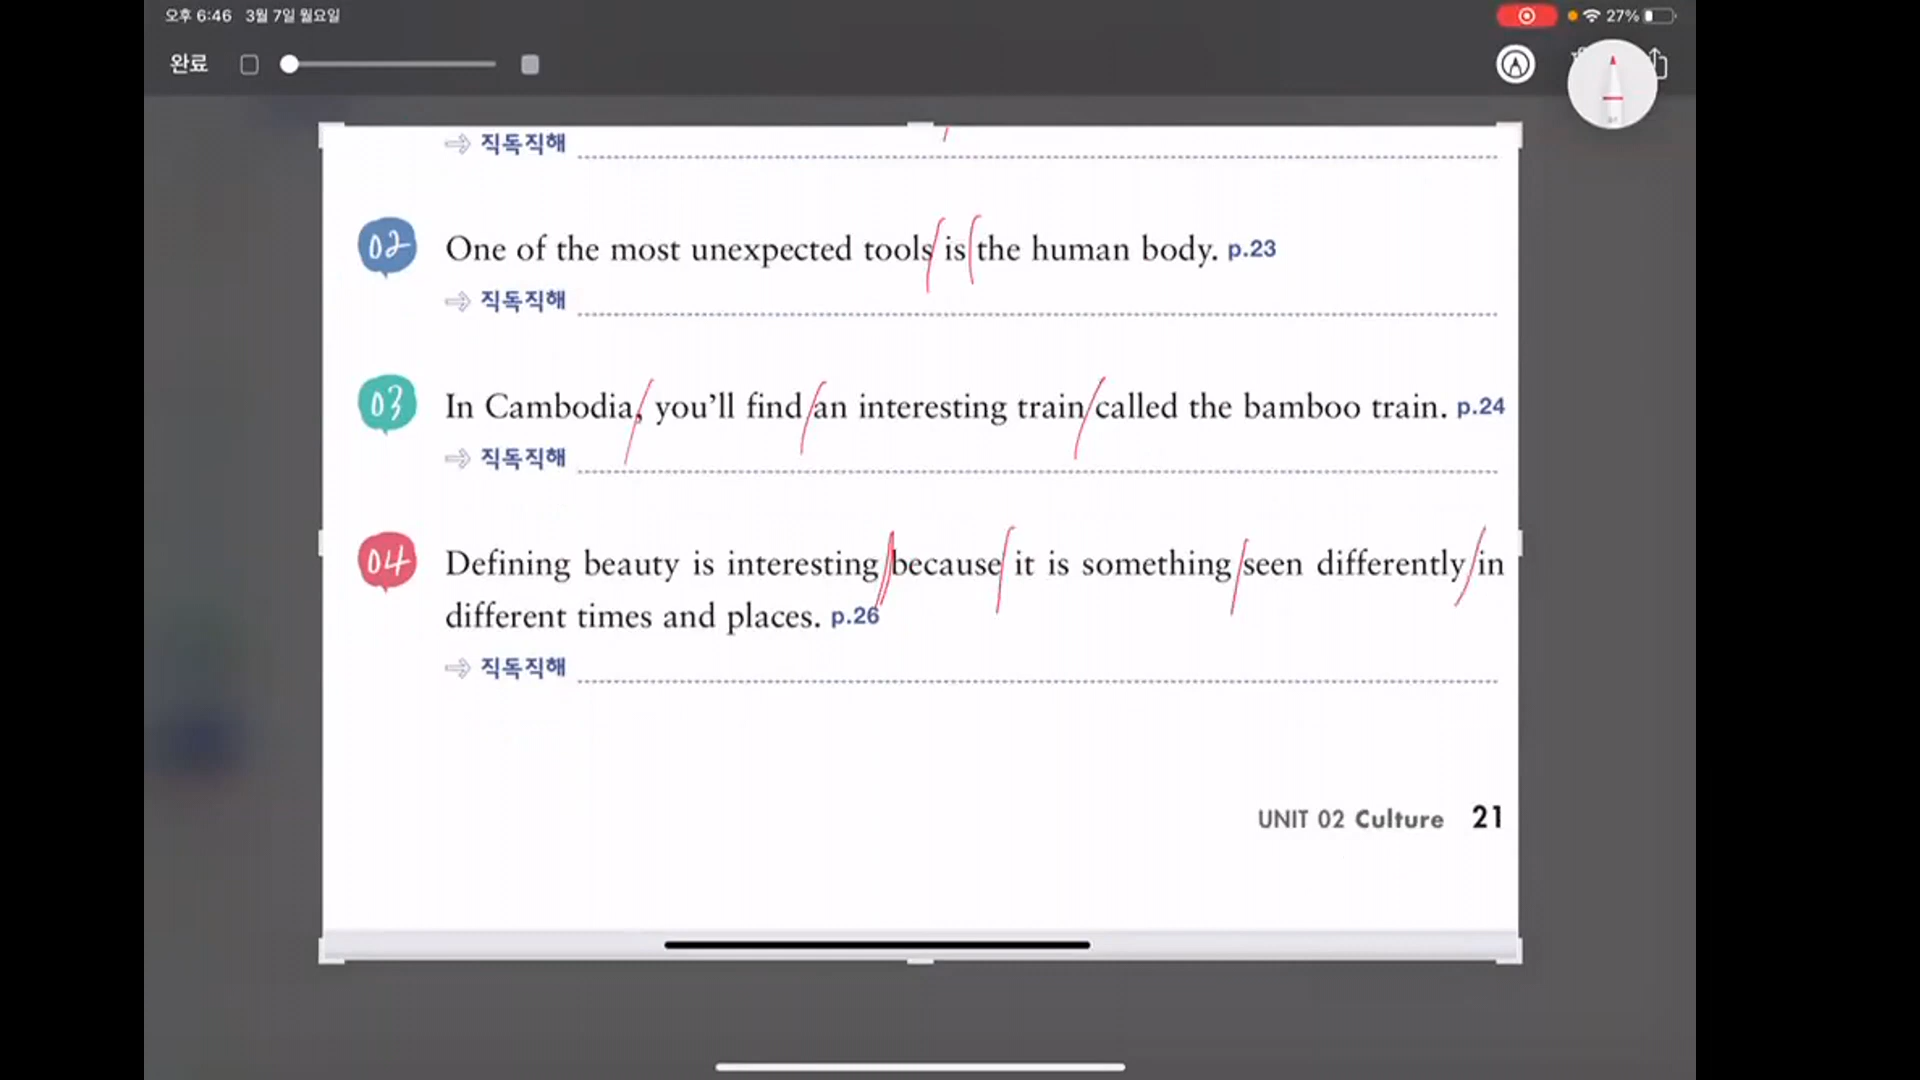 오후 6:46 3월 7일 월요일
27%
완료
직독직해
02 One of the most unexpected tools is the human body. p.23
직독직해
03 In Cambodia, you'll find an interesting train called the bamboo train. p.24
직독직해
04 Defining beauty is interesting because it is something seen differently in
different times and places. p.26
직독직해
UNIT 02 Culture 21